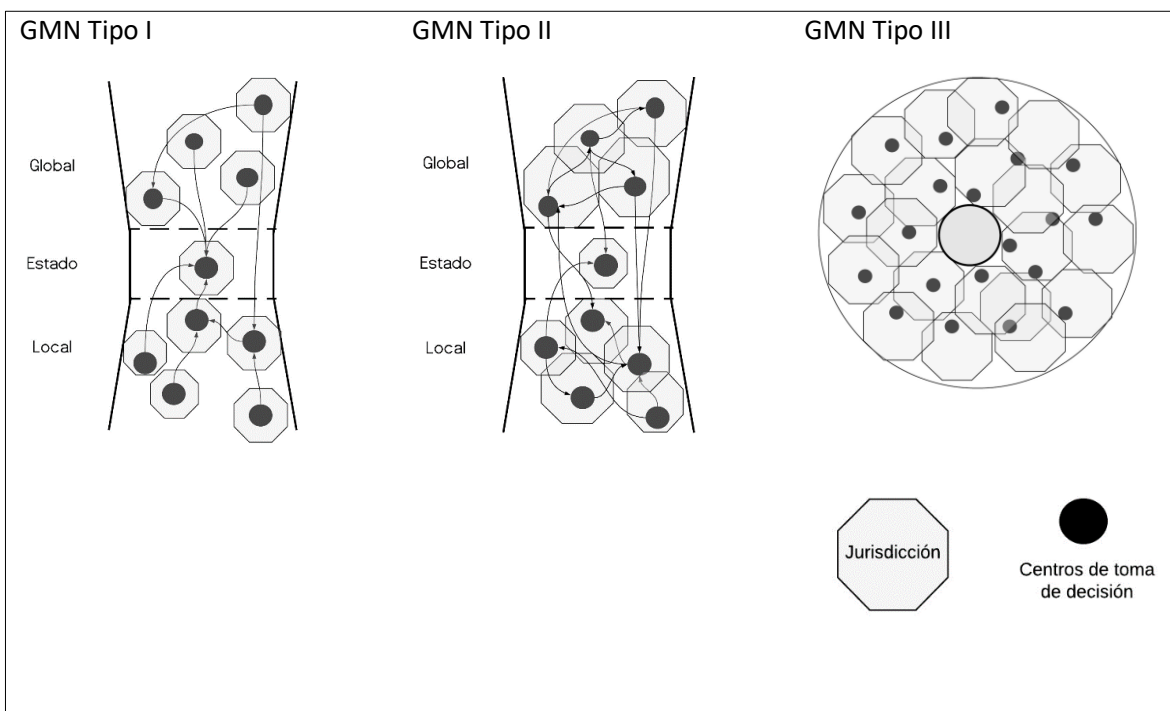 GMN Tipo I
GMN Tipo II
GMN Tipo III
Global
Estado
Local
Global
Estado
Local
Jurisdicción
Centros de toma
de decisión